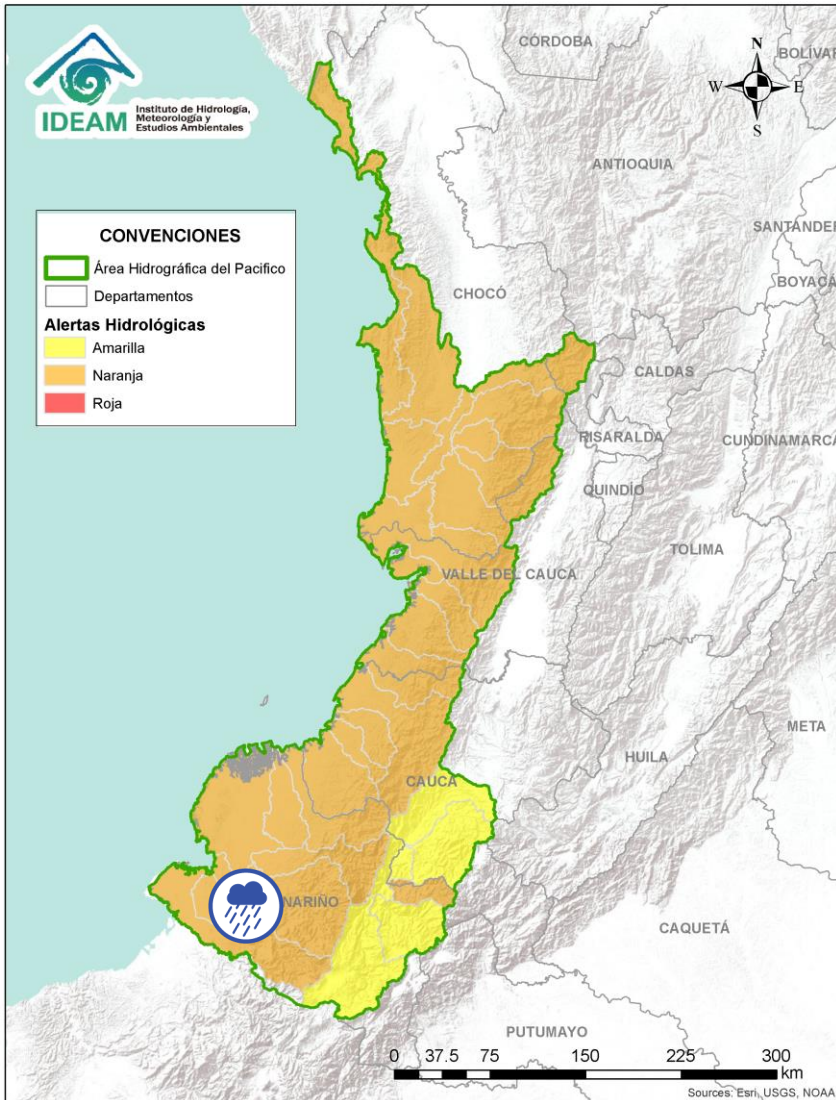 IDEAM
Instituto de Hidrología,
Meteorología y
Estudios Ambientales
CÓRDOBA
BOLÍVAR
N
W
E
S
ANTIOQUIA
SANTANDER
BOYACÁ
CONVENCIONES
Área Hidrográfica del Pacifico
Departamentos
Alertas Hidrológicas
Amarilla
Naranja
Roja
CHOCÓ
CALDAS
RISARALDA
CUNDINAMARCA
QUINDÍO
TOLIMA
VALLE DEL CAUCA
META
HUILA
CAUCA
NARIÑO
CAQUETÁ
PUTUMAYO
0 37.5 75 150 225 300
km
Sources: Esri, USGS, NOAA